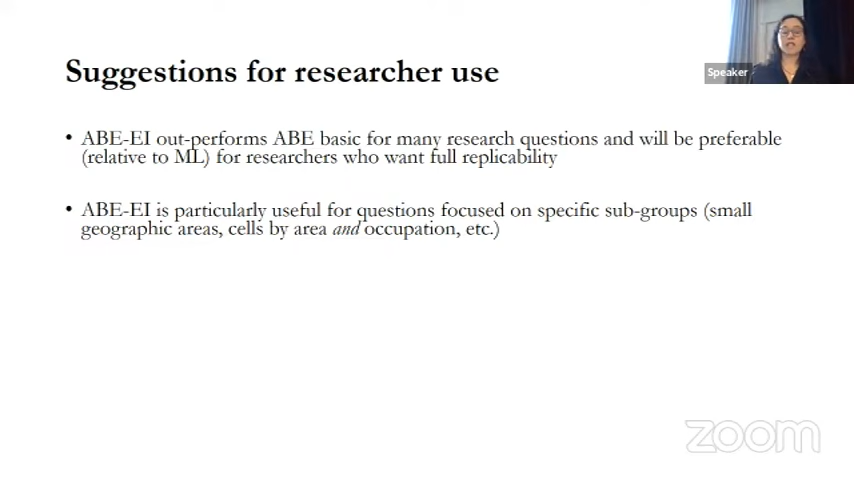 Speaker
Suggestions for researcher use
• ABE-EI out-performs ABE basic for many research questions and will be preferable
(relative to ML) for researchers who want full replicability
• ABE-EI is particularly useful for questions focused on specific sub-groups (small
geographic areas, cells by area and occupation, etc.)
zoom